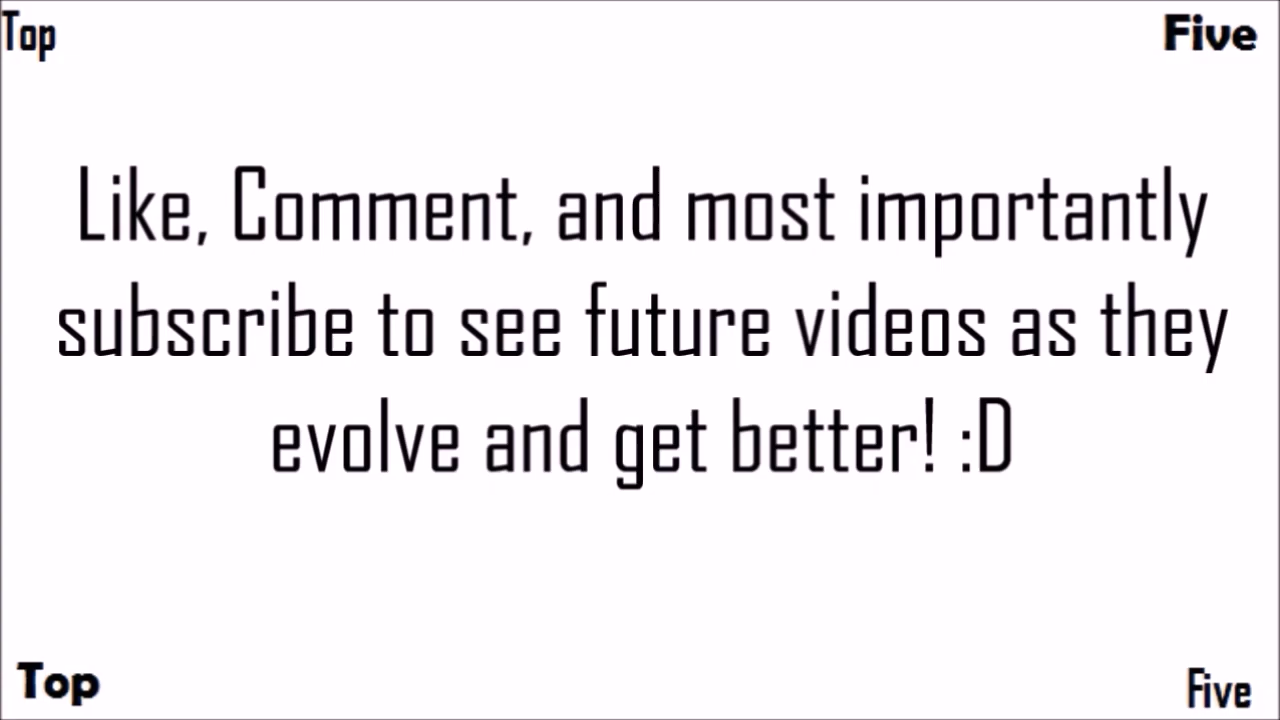 Top Five
Like, Comment, and most importantly
subscribe to see future videos as they
evolve and get better! :D
Top Five